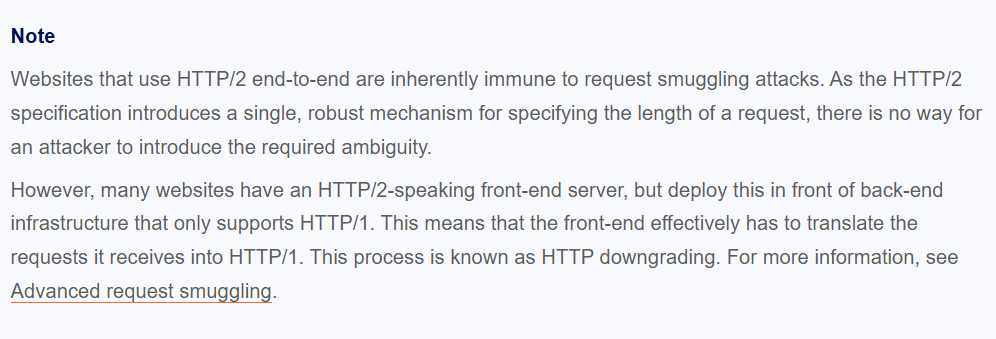 Note
Websites that use HTTP/2 end-to-end are inherently immune to request smuggling attacks. As the HTTP/2
specification introduces a single, robust mechanism for specifying the length of a request, there is no way for
an attacker to introduce the required ambiguity.
However, many websites have an HTTP/2-speaking front-end server, but deploy this in front of back-end
infrastructure that only supports HTTP/1. This means that the front-end effectively has to translate the
requests it receives into HTTP/1. This process is known as HTTP downgrading. For more information, see
Advanced request smuggling.